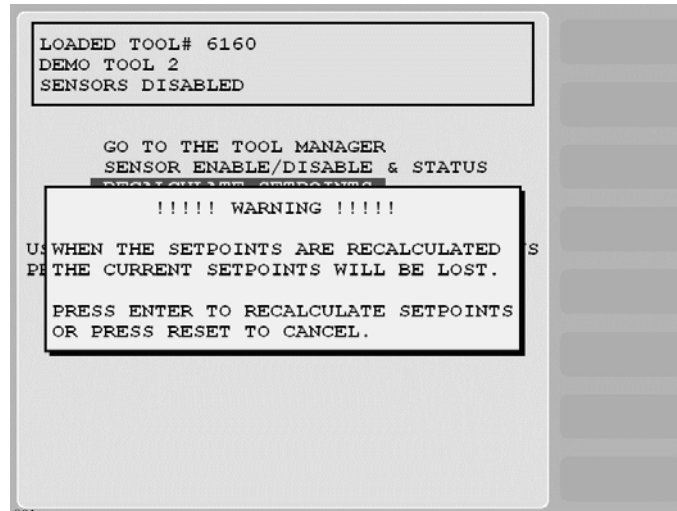 LOADED TOOL# 6160
DEMO TOOL 2
SENSORS DISABLED
GO TO THE TOOL MANAGER
SENSOR ENABLE/DISABLE & STATUS
RECALCULATE SETPOINTS
!!!!! WARNING !!!!!
WHEN THE SETPOINTS ARE RECALCULATED
THE CURRENT SETPOINTS WILL BE LOST.
PRESS ENTER TO RECALCULATE SETPOINTS
OR PRESS RESET TO CANCEL.